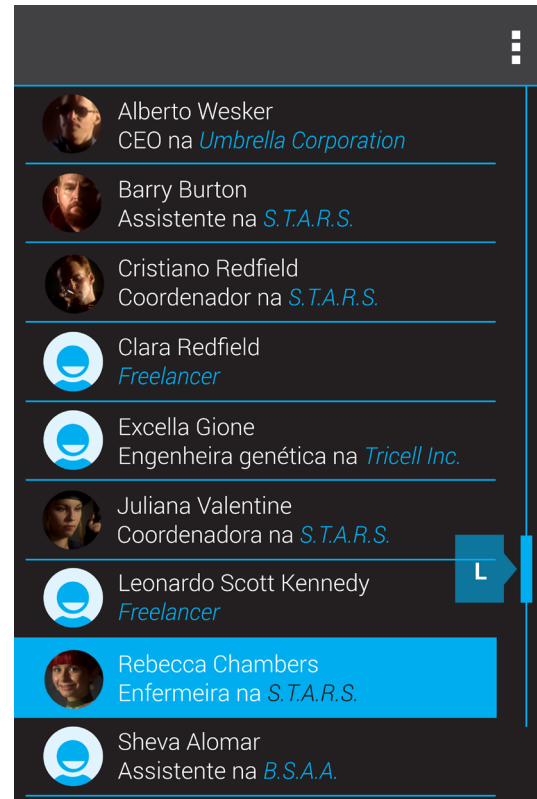 Alberto Wesker
CEO na Umbrella Corporation
Barry Burton
Assistente na S.T.A.R.S.
Cristiano Redfield
Coordenador na S.T.A.R.S.
Clara Redfield
Freelancer
Excella Gione
Engenheira genética na Tricell Inc.
Juliana Valentine
Coordenadora na S.T.A.R.S.
L
Leonardo Scott Kennedy
Freelancer
Rebecca Chambers
Enfermeira na S.T.A.R.S.
Sheva Alomar
Assistente na B.S.A.A.